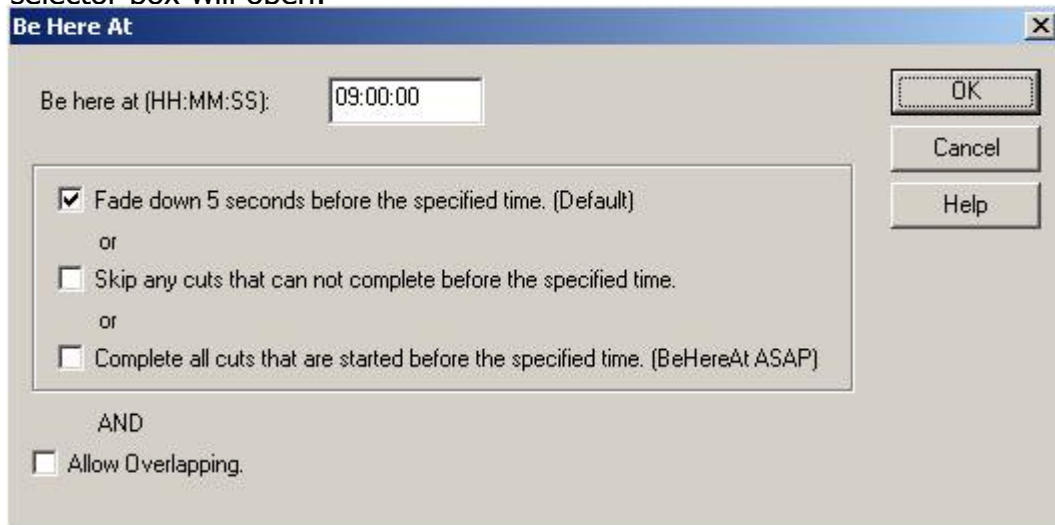 selector box will open.
Be Here At
Be here at (HH:MM:SS): 09:00:00
OK
Cancel
Help
Fade down 5 seconds before the specified time. (Default)
or
Skip any cuts that can not complete before the specified time.
or
Complete all cuts that are started before the specified time. (BeHereAt ASAP)
AND
Allow Overlapping.